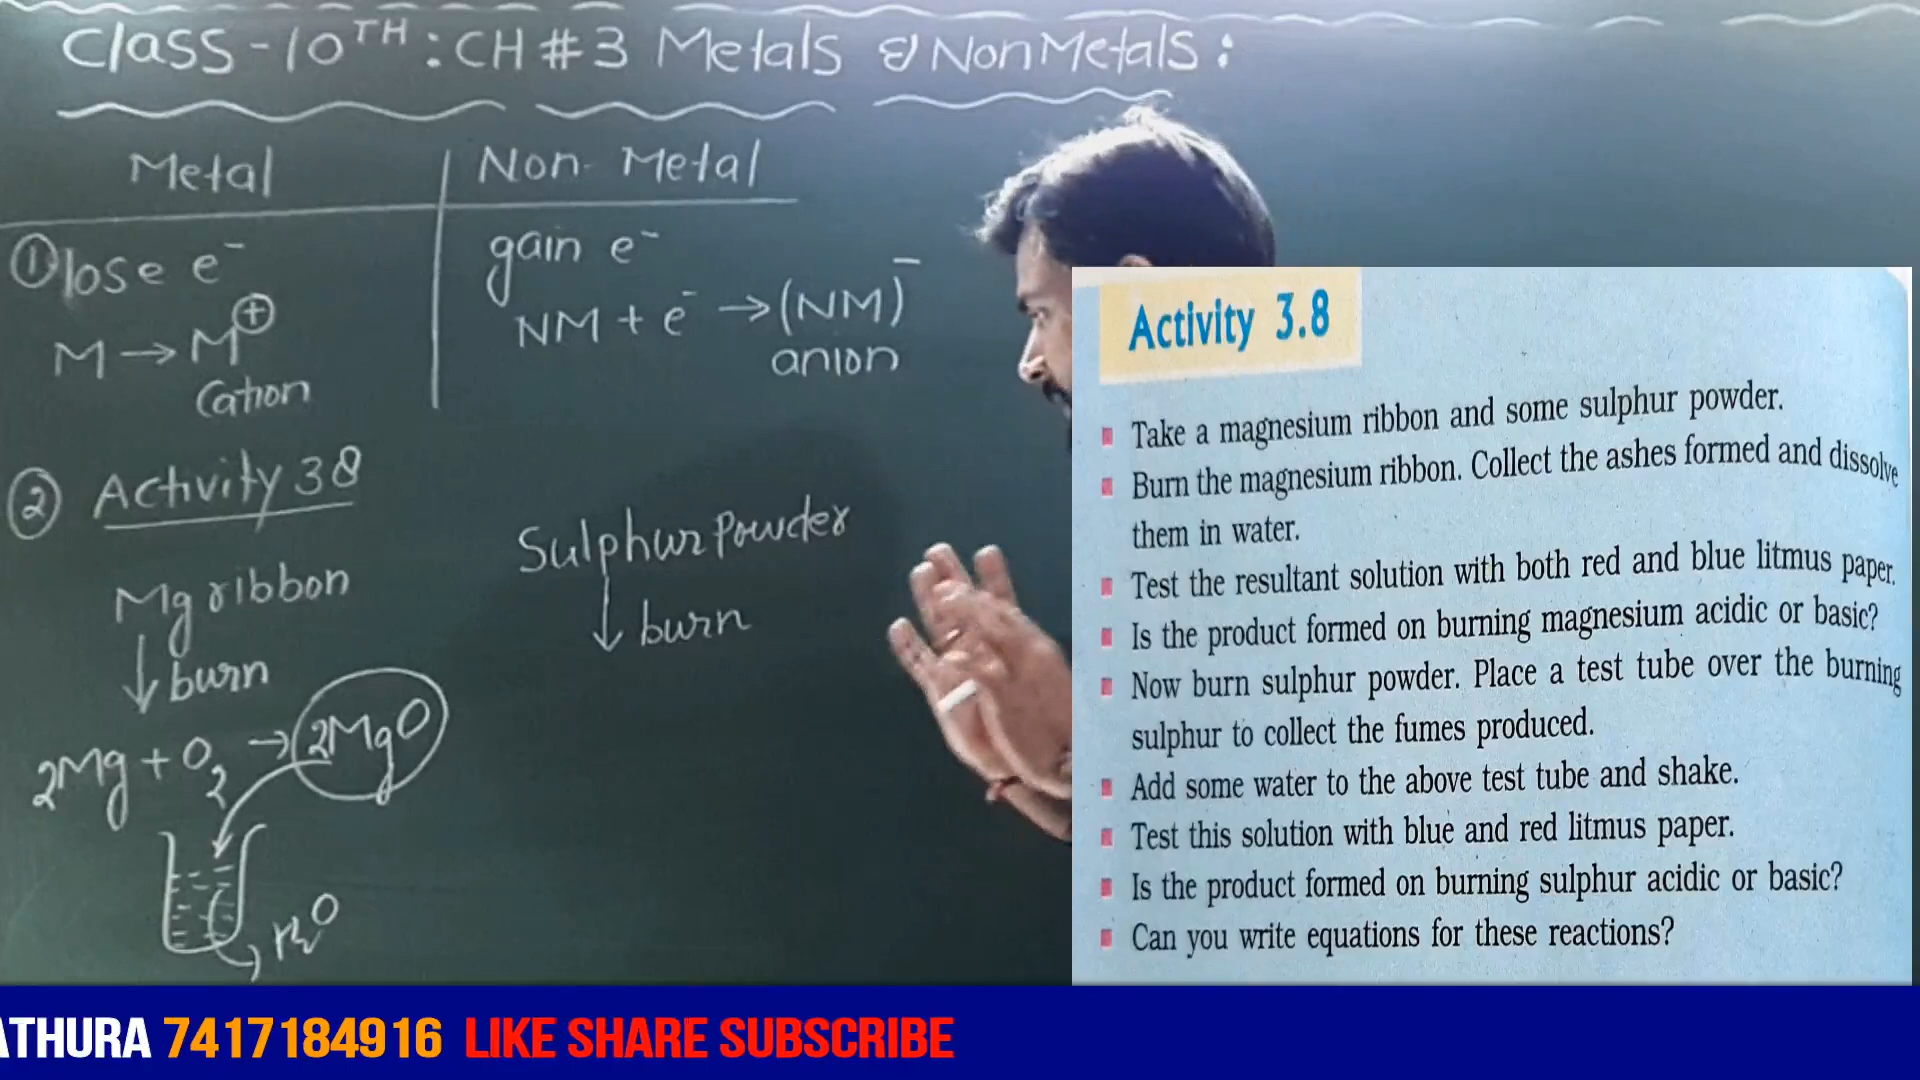 Class-10TH: CH #3 Metals & NonMetals:
Metal
Non-Metal
① lose e⁻
M → M⊕
Cation
gain e⁻
NM + e⁻ → (NM)⁻
anion
② Activity 38
Mg ribbon
burn
2Mg + O₂ → 2MgO
H₂O
Sulphur Powder
burn
Activity 3.8
Take a magnesium ribbon and some sulphur powder.
Burn the magnesium ribbon. Collect the ashes formed and dissolve
them in water.
Test the resultant solution with both red and blue litmus paper.
Is the product formed on burning magnesium acidic or basic?
Now burn sulphur powder. Place a test tube over the burning
sulphur to collect the fumes produced.
Add some water to the above test tube and shake.
Test this solution with blue and red litmus paper.
Is the product formed on burning sulphur acidic or basic?
Can you write equations for these reactions?
ATHURA 7417184916 LIKE SHARE SUBSCRIBE